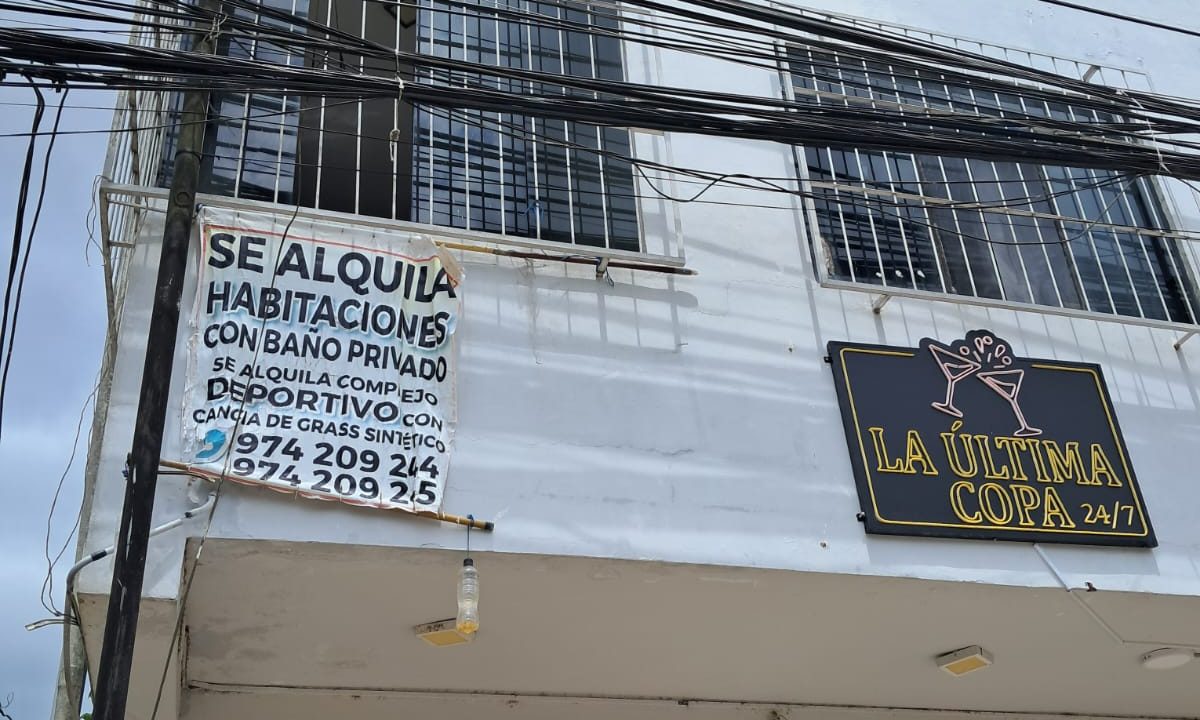 SE ALQUILA
HABITACIONES
CON BAÑO PRIVADO
SE ALQUILA COMPLEJO
DEPORTIVO CON
CANCHA DE GRASS SINTÉTICO
974 209 244
974 209 245
LA ÚLTIMA
COPA 24/7